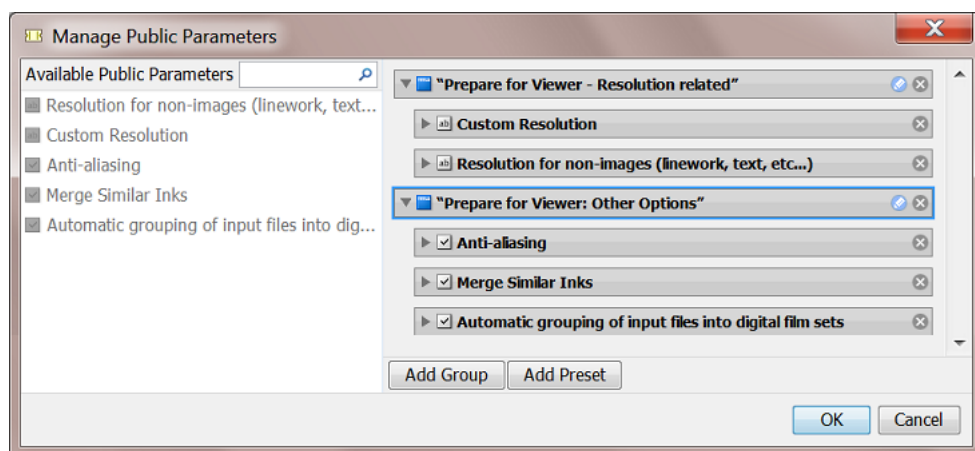 Manage Public Parameters
Available Public Parameters
Resolution for non-images (linework, text...
Custom Resolution
Anti-aliasing
Merge Similar Inks
Automatic grouping of input files into dig...
"Prepare for Viewer - Resolution related"
ab Custom Resolution
ab Resolution for non-images (linework, text, etc...)
"Prepare for Viewer: Other Options"
Anti-aliasing
Merge Similar Inks
Automatic grouping of input files into digital film sets
Add Group Add Preset
OK Cancel